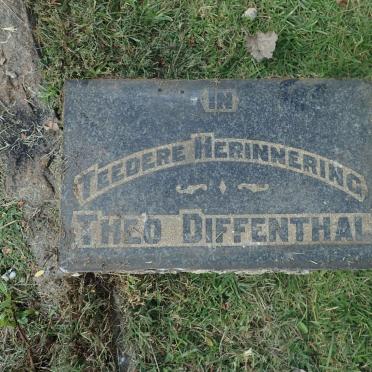 IN
TEEDERE HERINNERING
THEO DIFFENTHAL